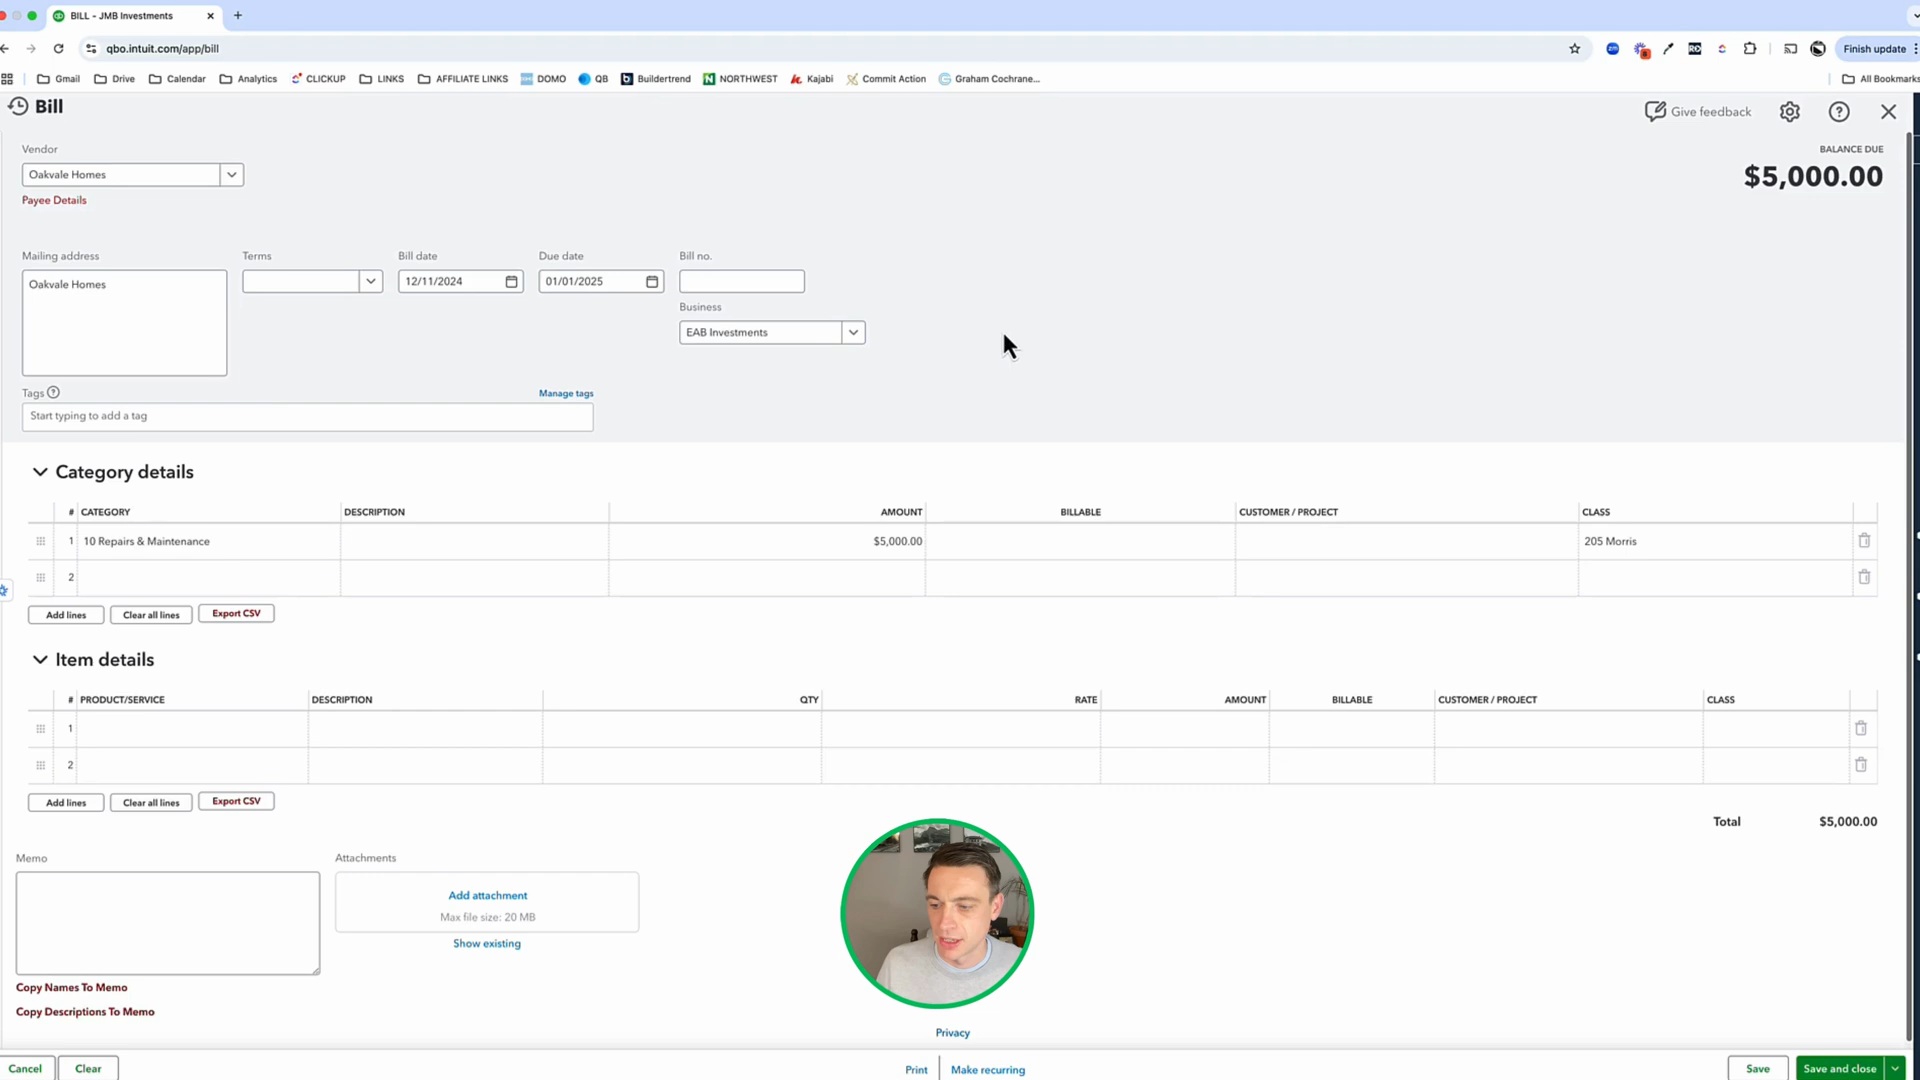 BILL - JMB Investments
qbo.intuit.com/app/bill
Finish update
Gmail Drive Calendar Analytics CLICKUP LINKS AFFILIATE LINKS DOMO QB Buildertrend NORTHWEST Kajabi Commit Action Graham Cochrane... All Bookmarks
Bill
Give feedback
Vendor
BALANCE DUE
Oakvale Homes
$5,000.00
Payee Details
Mailing address Terms Bill date Due date Bill no.
Oakvale Homes 12/11/2024 01/01/2025
Business
EAB Investments
Tags Manage tags
Start typing to add a tag
Category details
# CATEGORY DESCRIPTION AMOUNT BILLABLE CUSTOMER / PROJECT CLASS
1 10 Repairs & Maintenance $5,000.00 205 Morris
2
Add lines Clear all lines Export CSV
Item details
# PRODUCT/SERVICE DESCRIPTION QTY RATE AMOUNT BILLABLE CUSTOMER / PROJECT CLASS
1
2
Add lines Clear all lines Export CSV
Total $5,000.00
Memo Attachments
Add attachment
Max file size: 20 MB
Show existing
Copy Names To Memo
Copy Descriptions To Memo
Privacy
Cancel Clear Print Make recurring Save Save and close